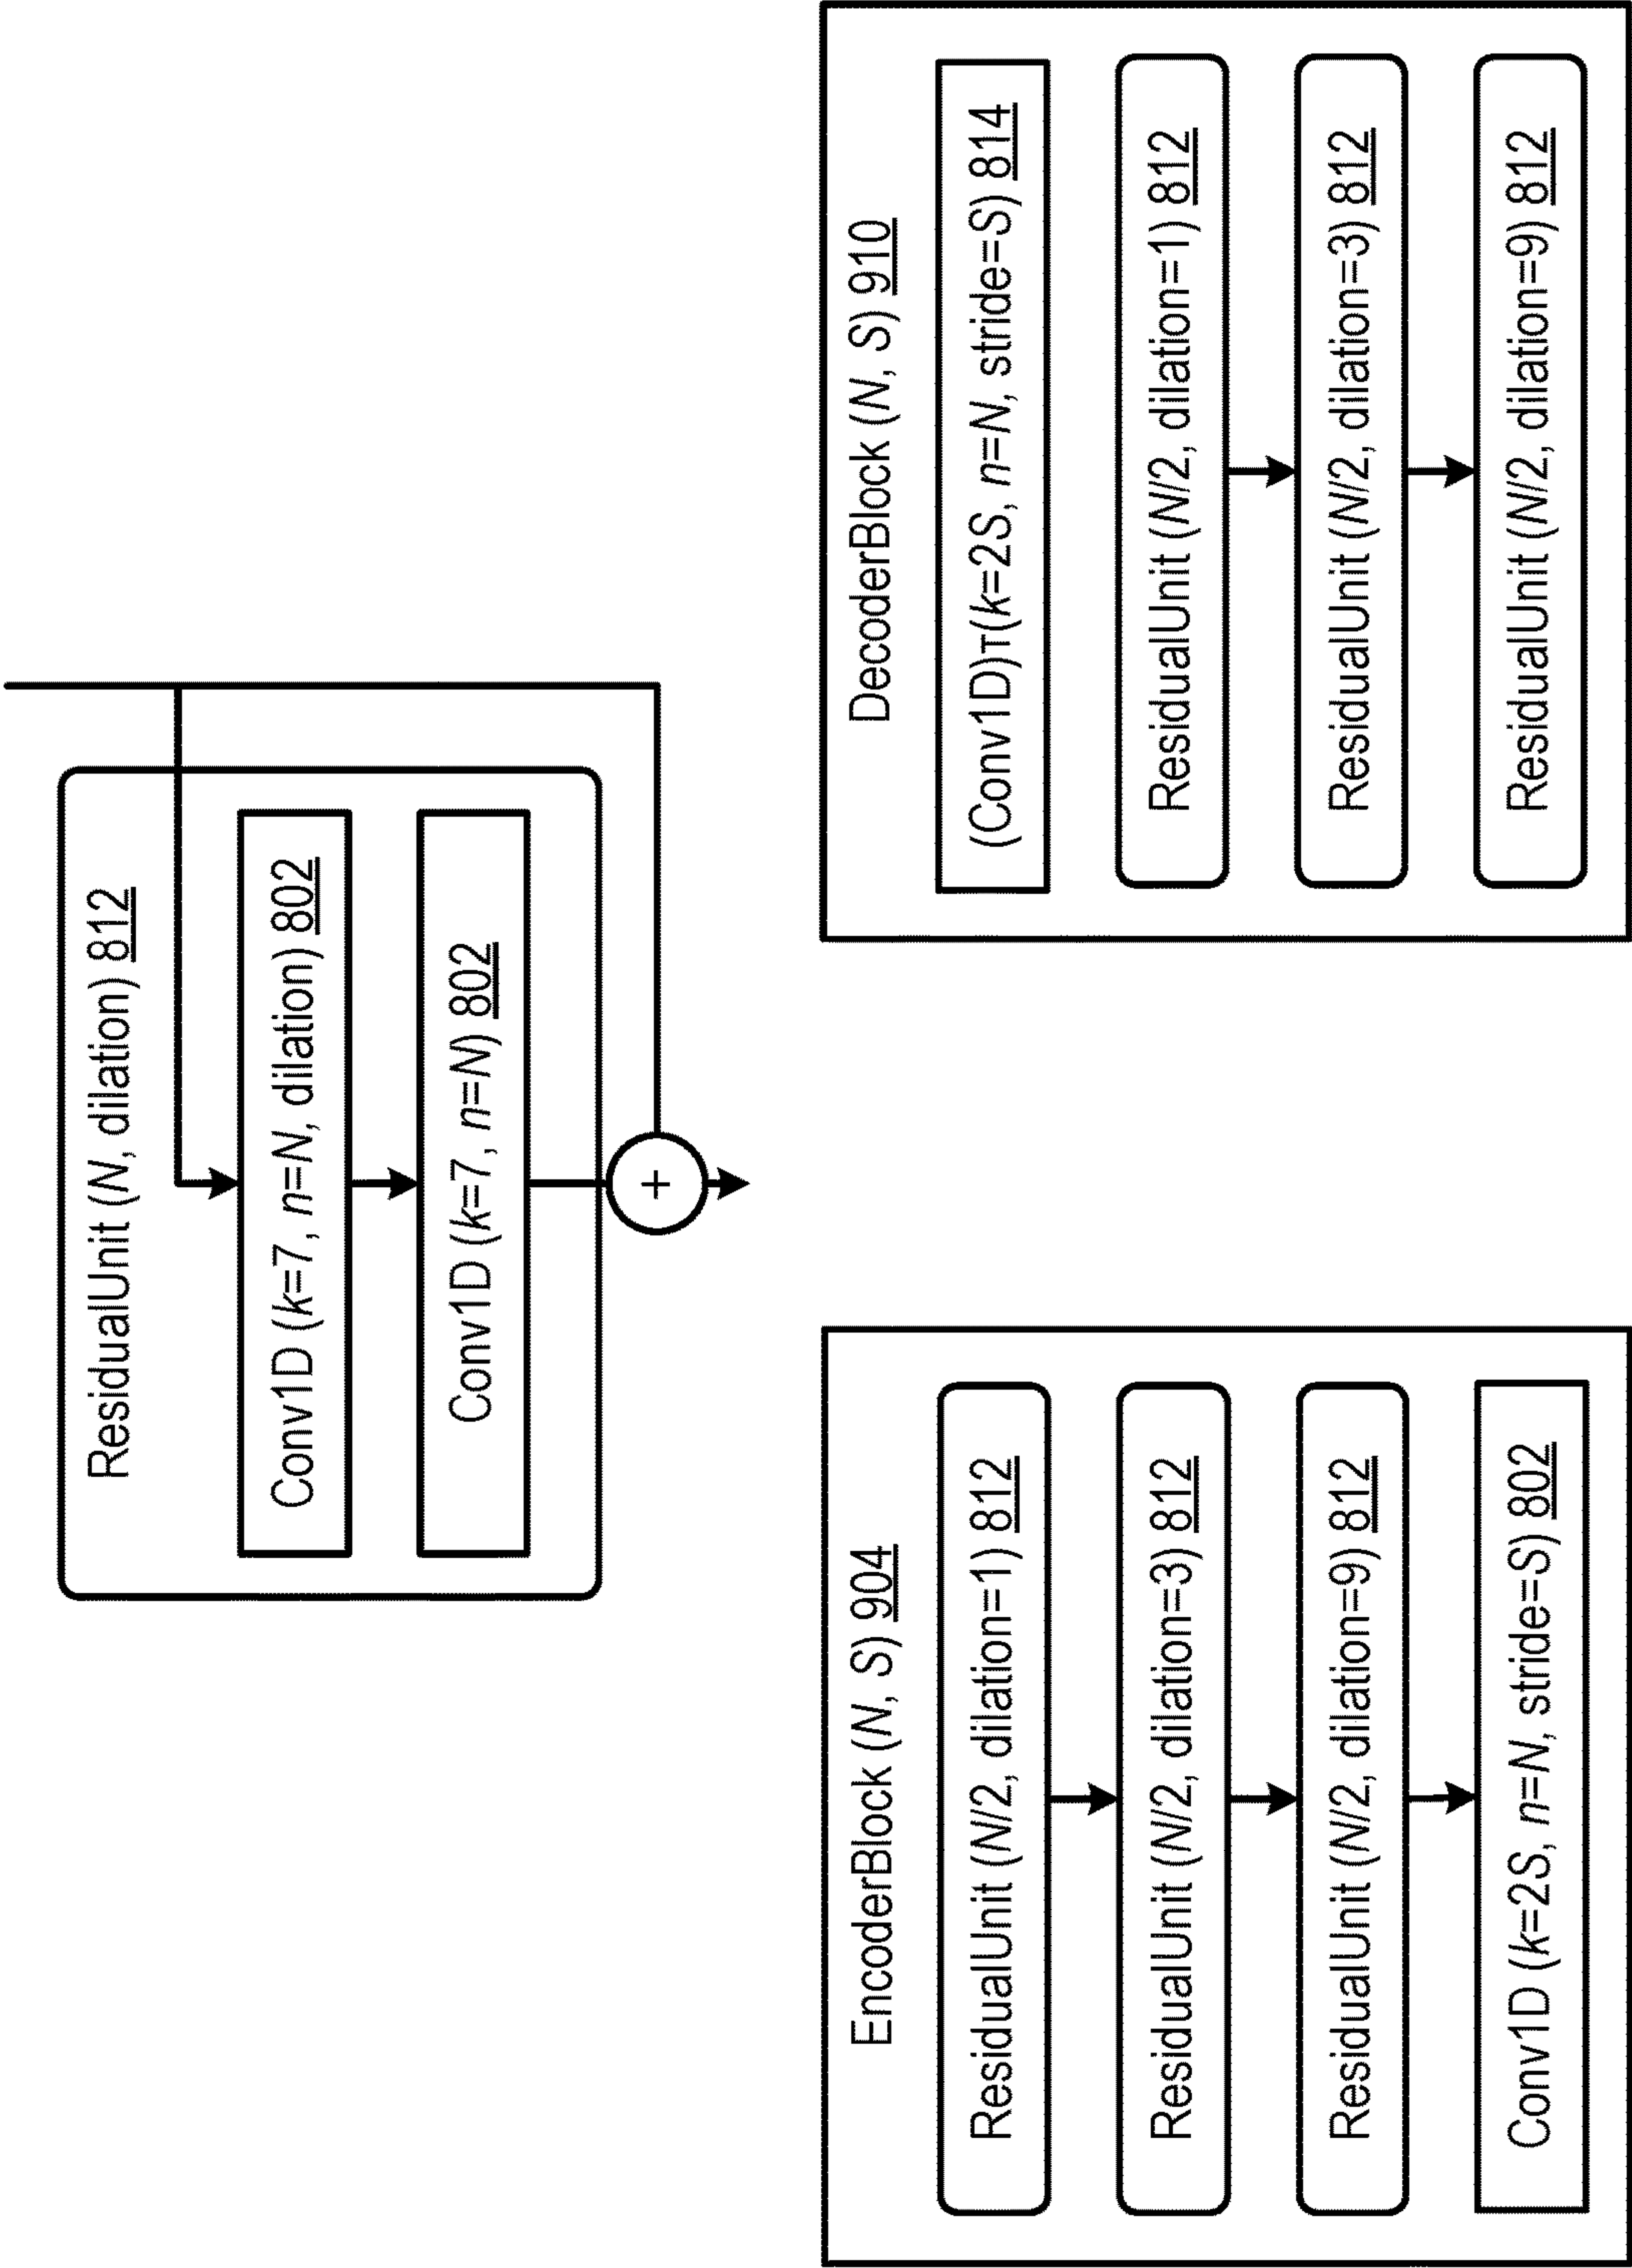 ResidualUnit (N, dilation) 812
Conv1D (k=7, n=N, dilation) 802
Conv1D (k=7, n=N) 802
+
EncoderBlock (N, S) 904
ResidualUnit (N/2, dilation=1) 812
ResidualUnit (N/2, dilation=3) 812
ResidualUnit (N/2, dilation=9) 812
Conv1D (k=2S, n=N, stride=S) 802
DecoderBlock (N, S) 910
(Conv1D)T(k=2S, n=N, stride=S) 814
ResidualUnit (N/2, dilation=1) 812
ResidualUnit (N/2, dilation=3) 812
ResidualUnit (N/2, dilation=9) 812